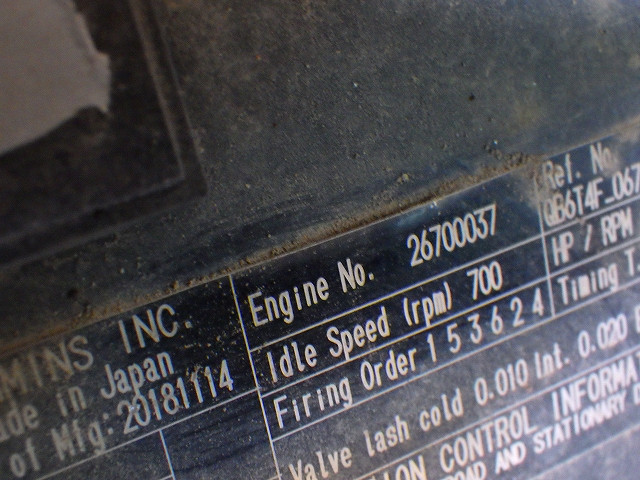 MINS INC.
ade in Japan
of Mfg: 20181114
Engine No. 26700037
Idle Speed (rpm) 700
Firing Order 1 5 3 6 2 4
Valve lash cold 0.010 Int. 0.020
ION CONTROL INFORMA
ROAD AND STATIONARY
Ref. No
QB6T4F_067
HP / RPM
Timing T.